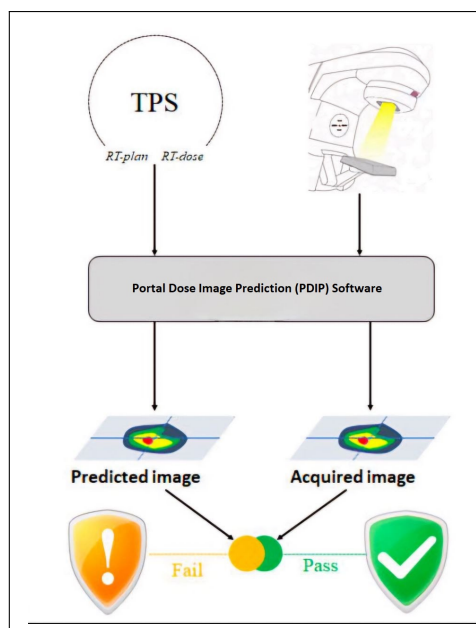 TPS
RT-plan RT-dose
Portal Dose Image Prediction (PDIP) Software
Predicted image
Acquired image
Fail
Pass